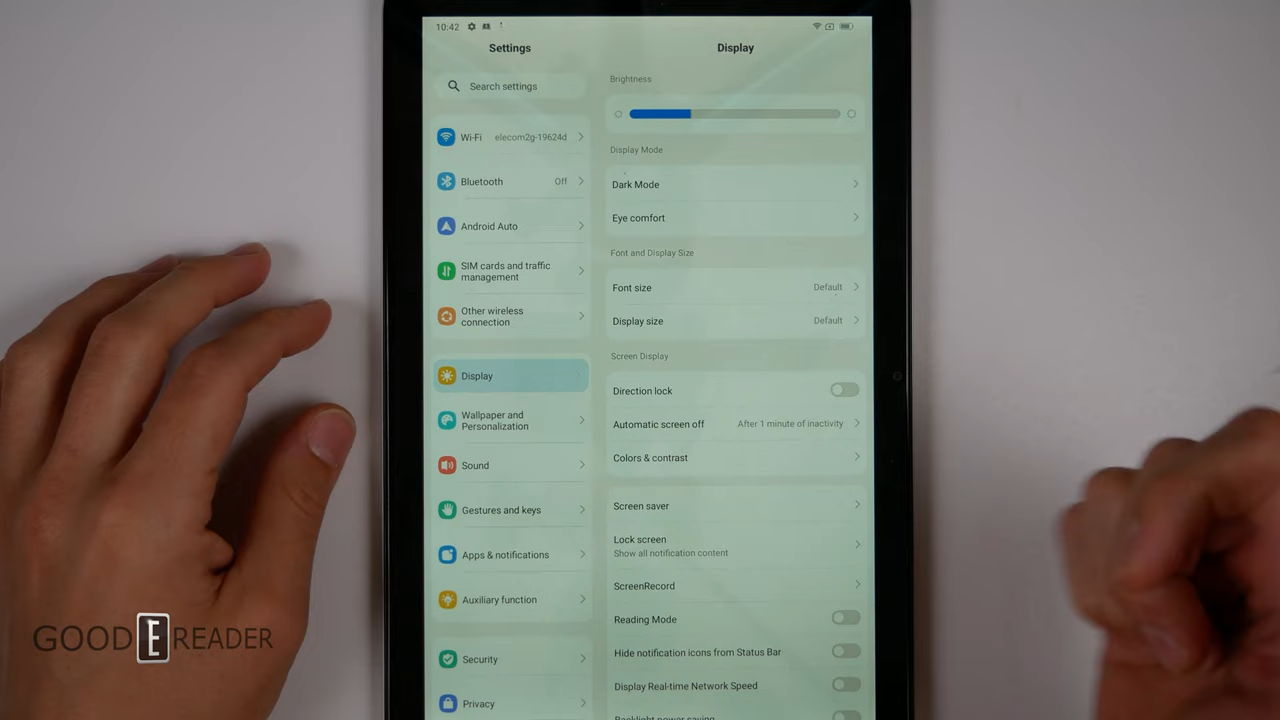 10:42
Settings
Search settings
Wi-Fi elecom2g-19624d
Bluetooth Off
Android Auto
SIM cards and traffic
management
Other wireless
connection
Display
Wallpaper and
Personalization
Sound
Gestures and keys
Apps & notifications
Auxiliary function
Security
Privacy
Display
Brightness
Display Mode
Dark Mode
Eye comfort
Font and Display Size
Font size Default
Display size Default
Screen Display
Direction lock
Automatic screen off After 1 minute of inactivity
Colors & contrast
Screen saver
Lock screen
Show all notification content
ScreenRecord
Reading Mode
Hide notification icons from Status Bar
Display Real-time Network Speed
Backlight power saving
GOOD E READER